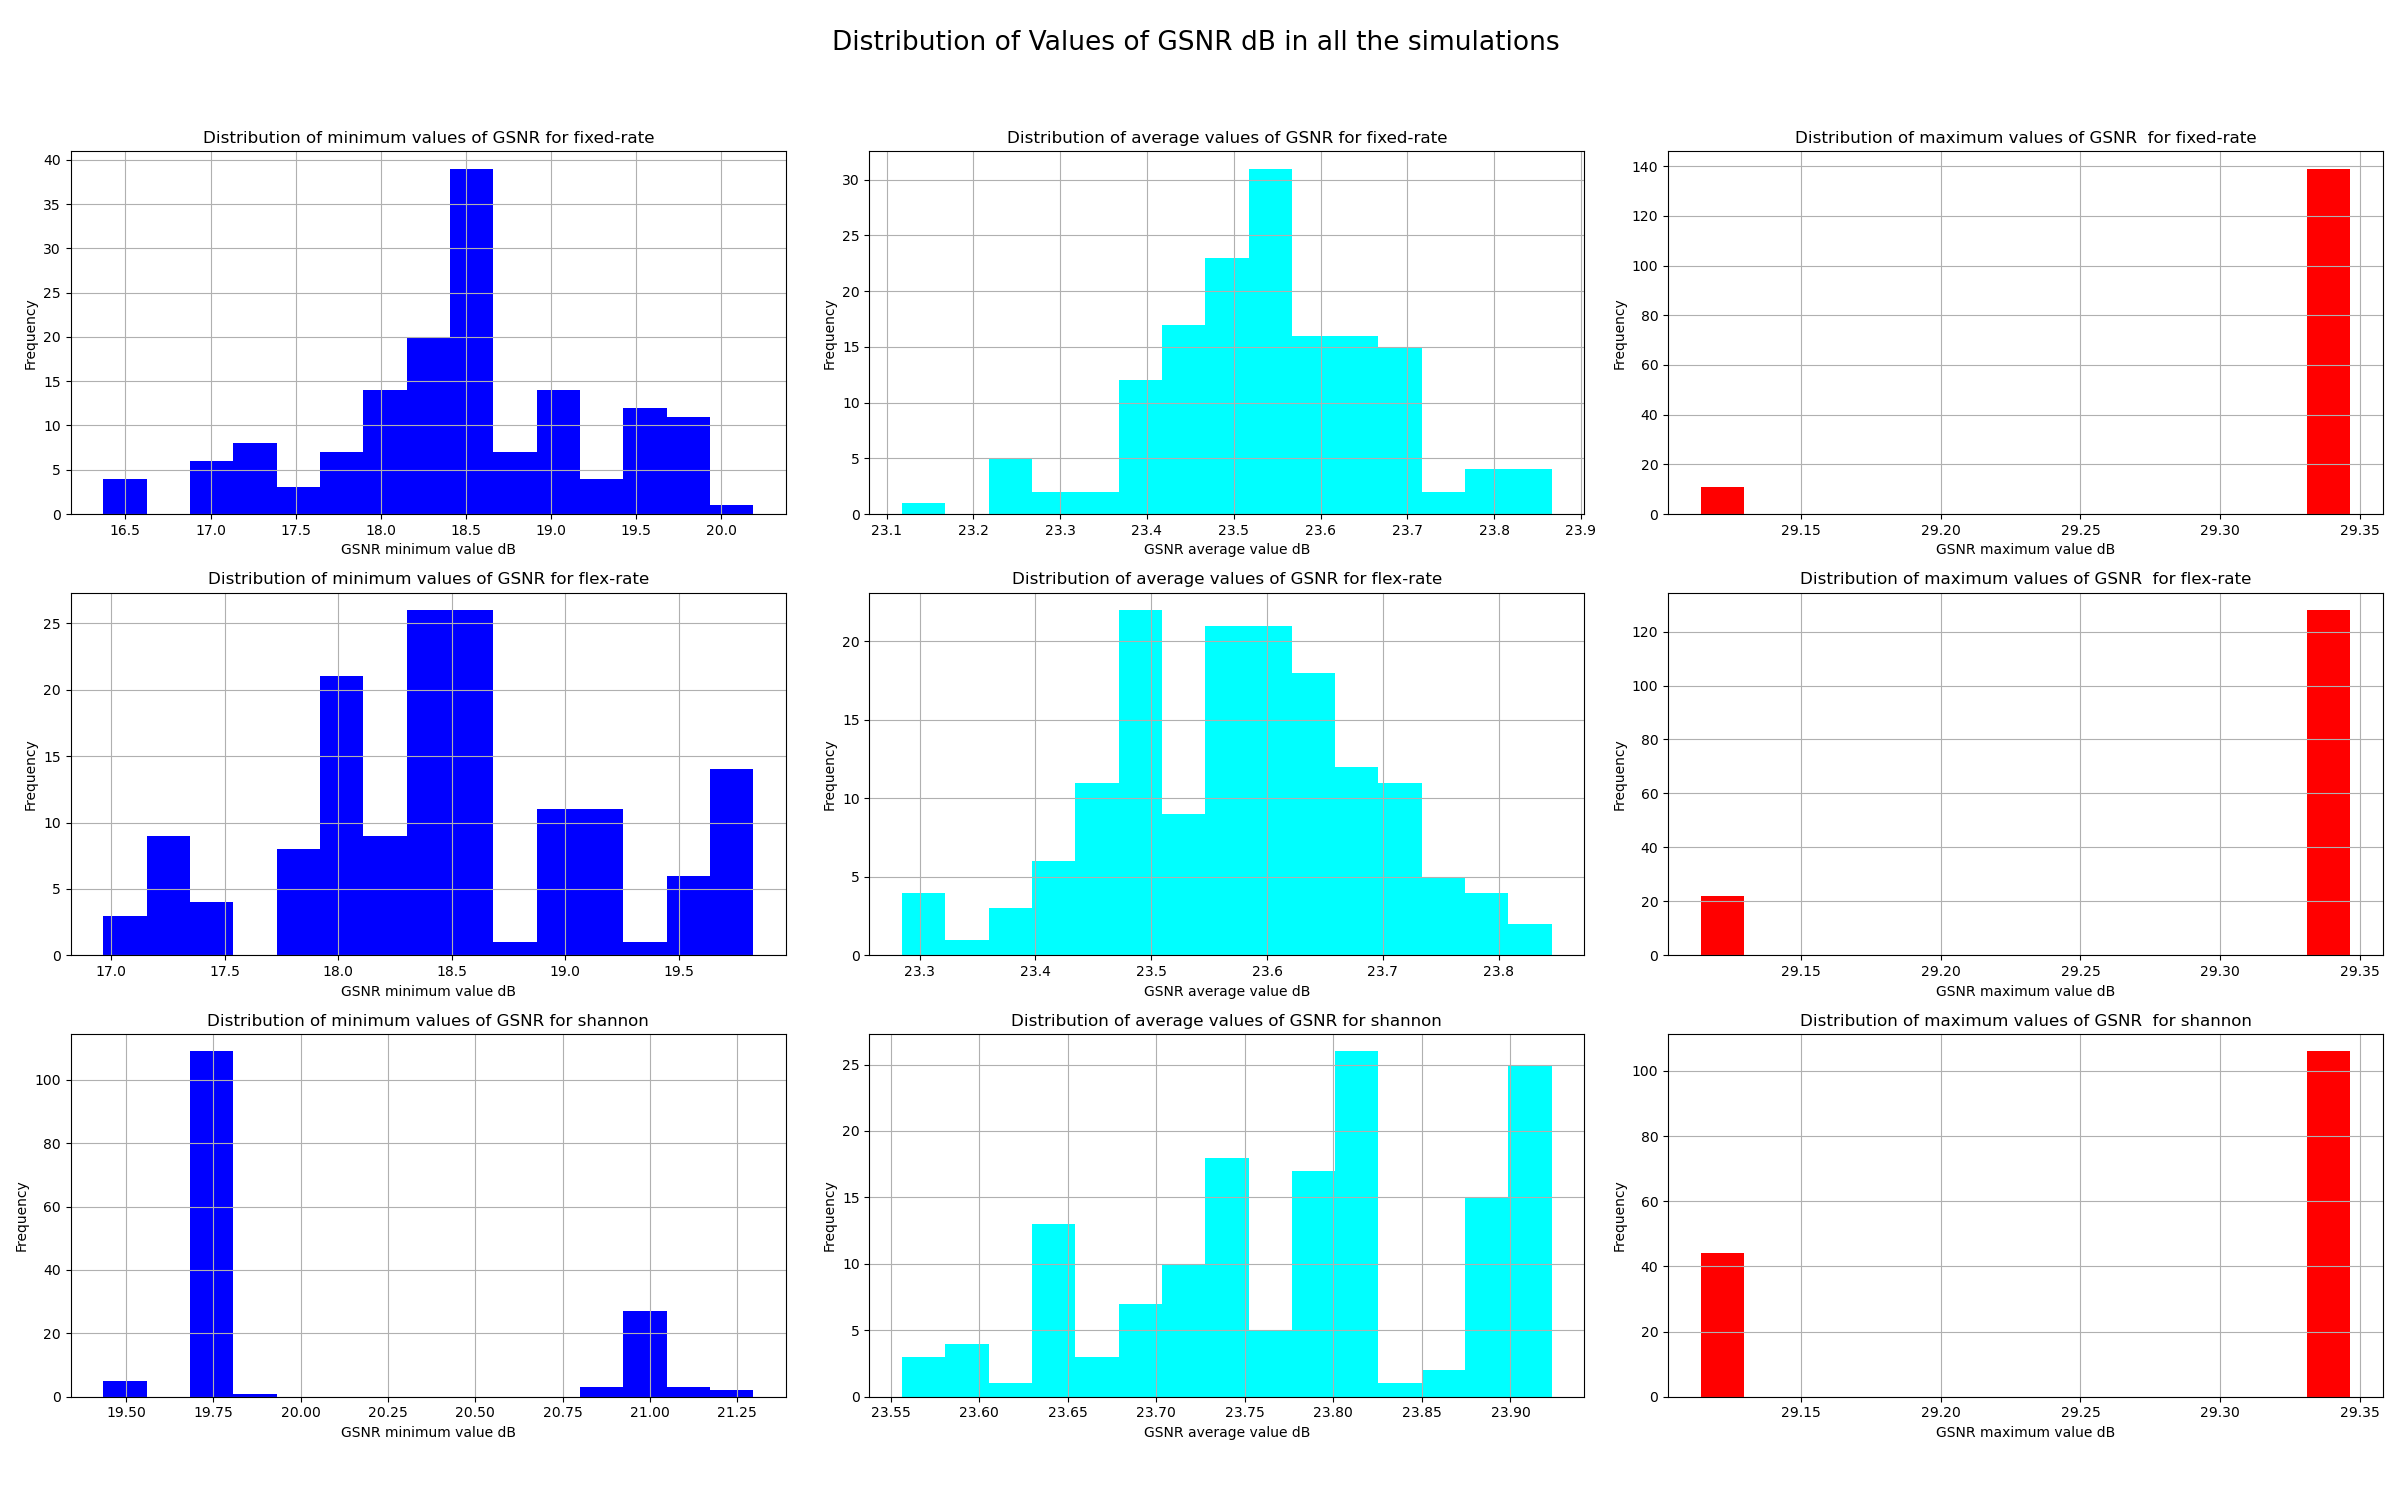 Distribution of Values of GSNR dB in all the simulations
Distribution of minimum values of GSNR for fixed-rate
Frequency
40
35
30
25
20
15
10
5
0
16.5 17.0 17.5 18.0 18.5 19.0 19.5 20.0
GSNR minimum value dB
Distribution of average values of GSNR for fixed-rate
Frequency
30
25
20
15
10
5
0
23.1 23.2 23.3 23.4 23.5 23.6 23.7 23.8 23.9
GSNR average value dB
Distribution of maximum values of GSNR  for fixed-rate
Frequency
140
120
100
80
60
40
20
0
29.15 29.20 29.25 29.30 29.35
GSNR maximum value dB
Distribution of minimum values of GSNR for flex-rate
Frequency
25
20
15
10
5
0
17.0 17.5 18.0 18.5 19.0 19.5
GSNR minimum value dB
Distribution of average values of GSNR for flex-rate
Frequency
20
15
10
5
0
23.3 23.4 23.5 23.6 23.7 23.8
GSNR average value dB
Distribution of maximum values of GSNR  for flex-rate
Frequency
120
100
80
60
40
20
0
29.15 29.20 29.25 29.30 29.35
GSNR maximum value dB
Distribution of minimum values of GSNR for shannon
Frequency
100
80
60
40
20
0
19.50 19.75 20.00 20.25 20.50 20.75 21.00 21.25
GSNR minimum value dB
Distribution of average values of GSNR for shannon
Frequency
25
20
15
10
5
0
23.55 23.60 23.65 23.70 23.75 23.80 23.85 23.90
GSNR average value dB
Distribution of maximum values of GSNR  for shannon
Frequency
100
80
60
40
20
0
29.15 29.20 29.25 29.30 29.35
GSNR maximum value dB